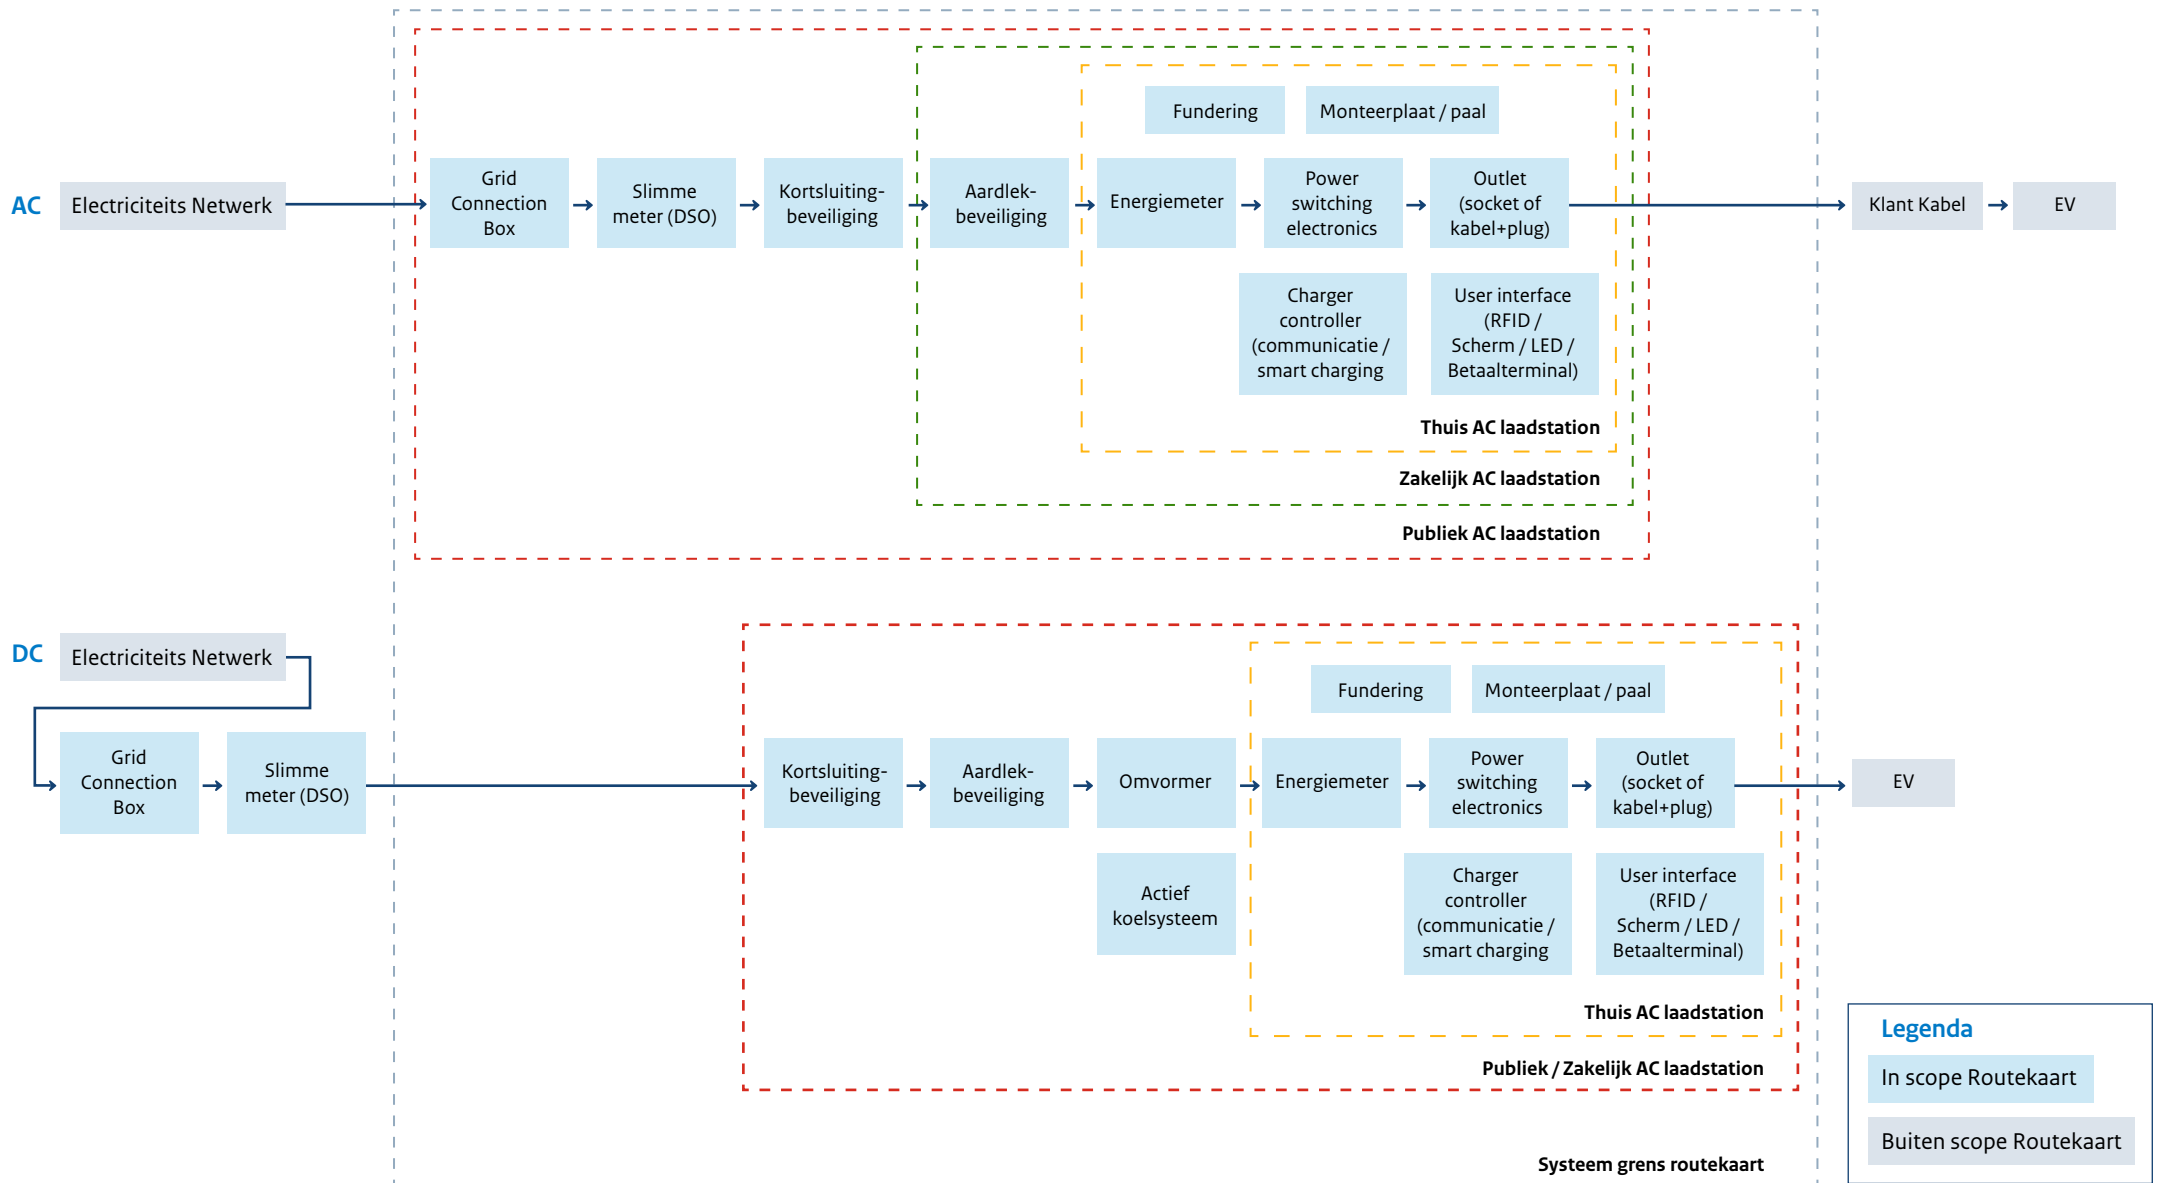 Fundering
Monteerplaat / paal
AC
Electriciteits Netwerk
Grid
Connection
Box
Slimme
meter (DSO)
Kortsluiting-
beveiliging
Aardlek-
beveiliging
Energiemeter
Power
switching
electronics
Outlet
(socket of
kabel+plug)
Klant Kabel
EV
Charger
controller
(communicatie /
smart charging
User interface
(RFID /
Scherm / LED /
Betaalterminal)
Thuis AC laadstation
Zakelijk AC laadstation
Publiek AC laadstation
DC
Electriciteits Netwerk
Fundering
Monteerplaat / paal
Grid
Connection
Box
Slimme
meter (DSO)
Kortsluiting-
beveiliging
Aardlek-
beveiliging
Omvormer
Energiemeter
Power
switching
electronics
Outlet
(socket of
kabel+plug)
EV
Actief
koelsysteem
Charger
controller
(communicatie /
smart charging
User interface
(RFID /
Scherm / LED /
Betaalterminal)
Thuis AC laadstation
Publiek / Zakelijk AC laadstation
Systeem grens routekaart
Legenda
In scope Routekaart
Buiten scope Routekaart